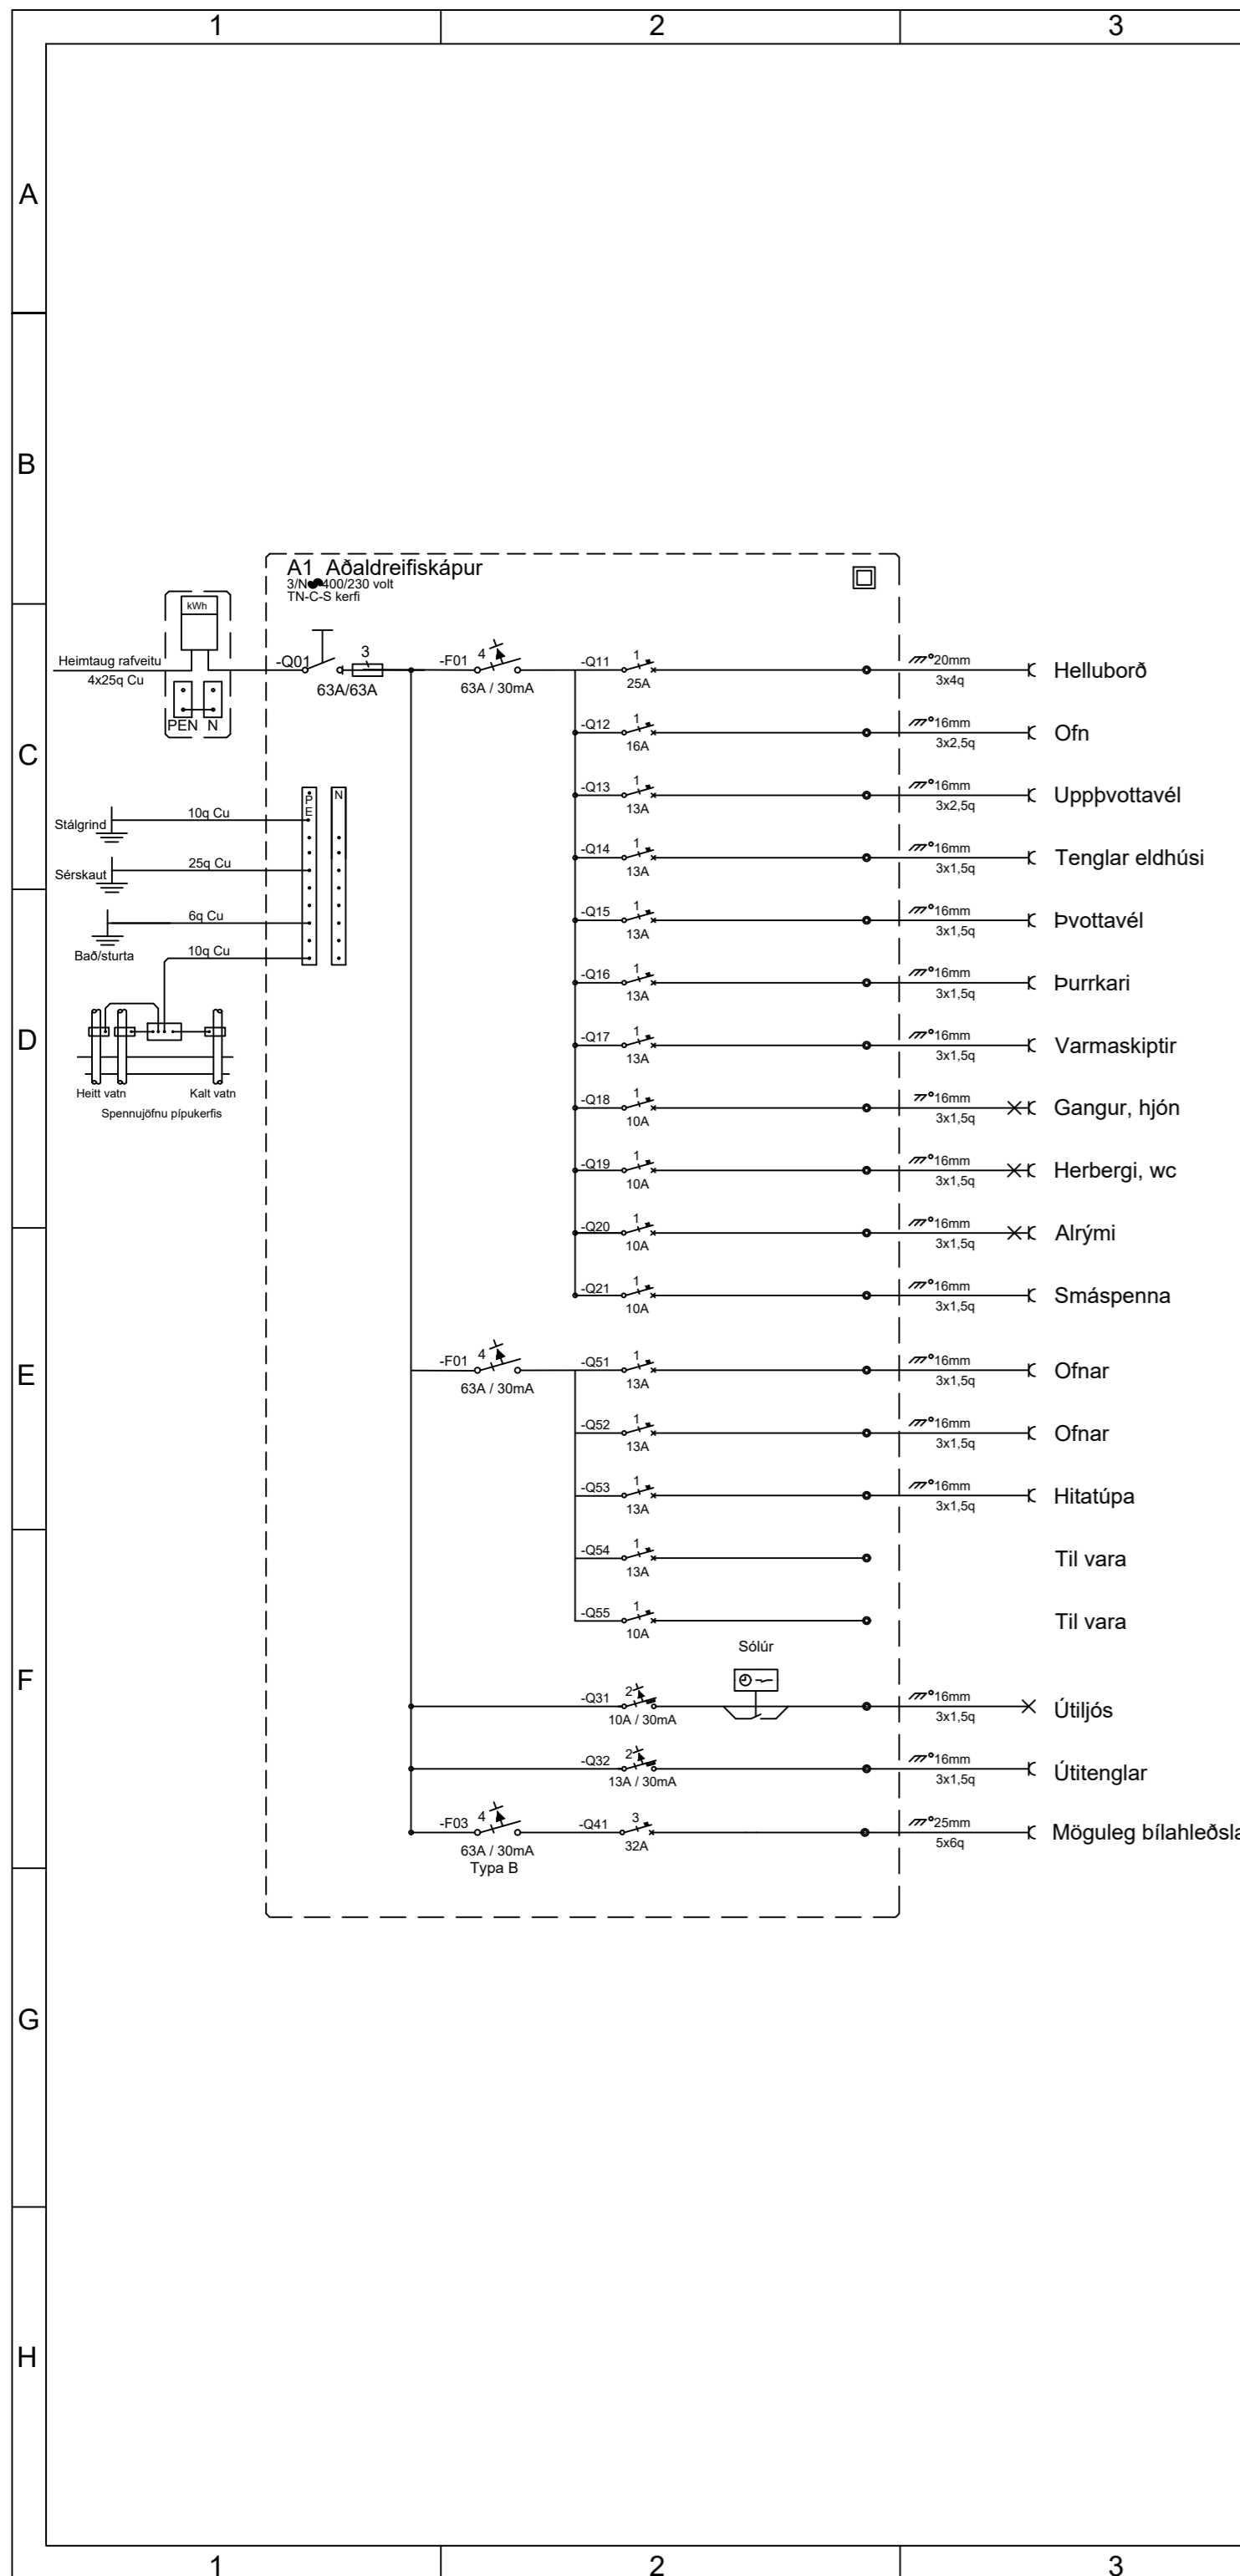 1 2 3
A
B
C
D
E
F
G
H
A1 Aðaldreifiskápur
3/N 400/230 volt
TN-C-S kerfi
kWh
Heimtaug rafveitu
4x25q Cu
PEN N
-Q01
3
63A/63A
-F01 4
63A / 30mA
-Q11 1
25A
20mm
3x4q
Helluborð
-Q12 1
16A
16mm
3x2,5q
Ofn
-Q13 1
13A
16mm
3x2,5q
Uppþvottavél
-Q14 1
13A
16mm
3x1,5q
Tenglar eldhúsi
-Q15 1
13A
16mm
3x1,5q
Þvottavél
-Q16 1
13A
16mm
3x1,5q
Þurrkari
-Q17 1
13A
16mm
3x1,5q
Varmaskiptir
-Q18 1
10A
16mm
3x1,5q
Gangur, hjón
-Q19 1
10A
16mm
3x1,5q
Herbergi, wc
-Q20 1
10A
16mm
3x1,5q
Alrými
-Q21 1
10A
16mm
3x1,5q
Smáspenna
PE
N
Stálgrind
10q Cu
Sérskaut
25q Cu
6q Cu
Bað/sturta
10q Cu
Heitt vatn
Kalt vatn
Spennujöfnu pípukerfis
-F01 4
63A / 30mA
-Q51 1
13A
16mm
3x1,5q
Ofnar
-Q52 1
13A
16mm
3x1,5q
Ofnar
-Q53 1
13A
16mm
3x1,5q
Hitatúpa
-Q54 1
13A
Til vara
-Q55 1
10A
Til vara
Sólúr
-Q31 2
10A / 30mA
16mm
3x1,5q
Útiljós
-Q32 2
13A / 30mA
16mm
3x1,5q
Útitenglar
-F03 4
63A / 30mA
Typa B
-Q41 3
32A
25mm
5x6q
Möguleg bílahleðsla
1 2 3